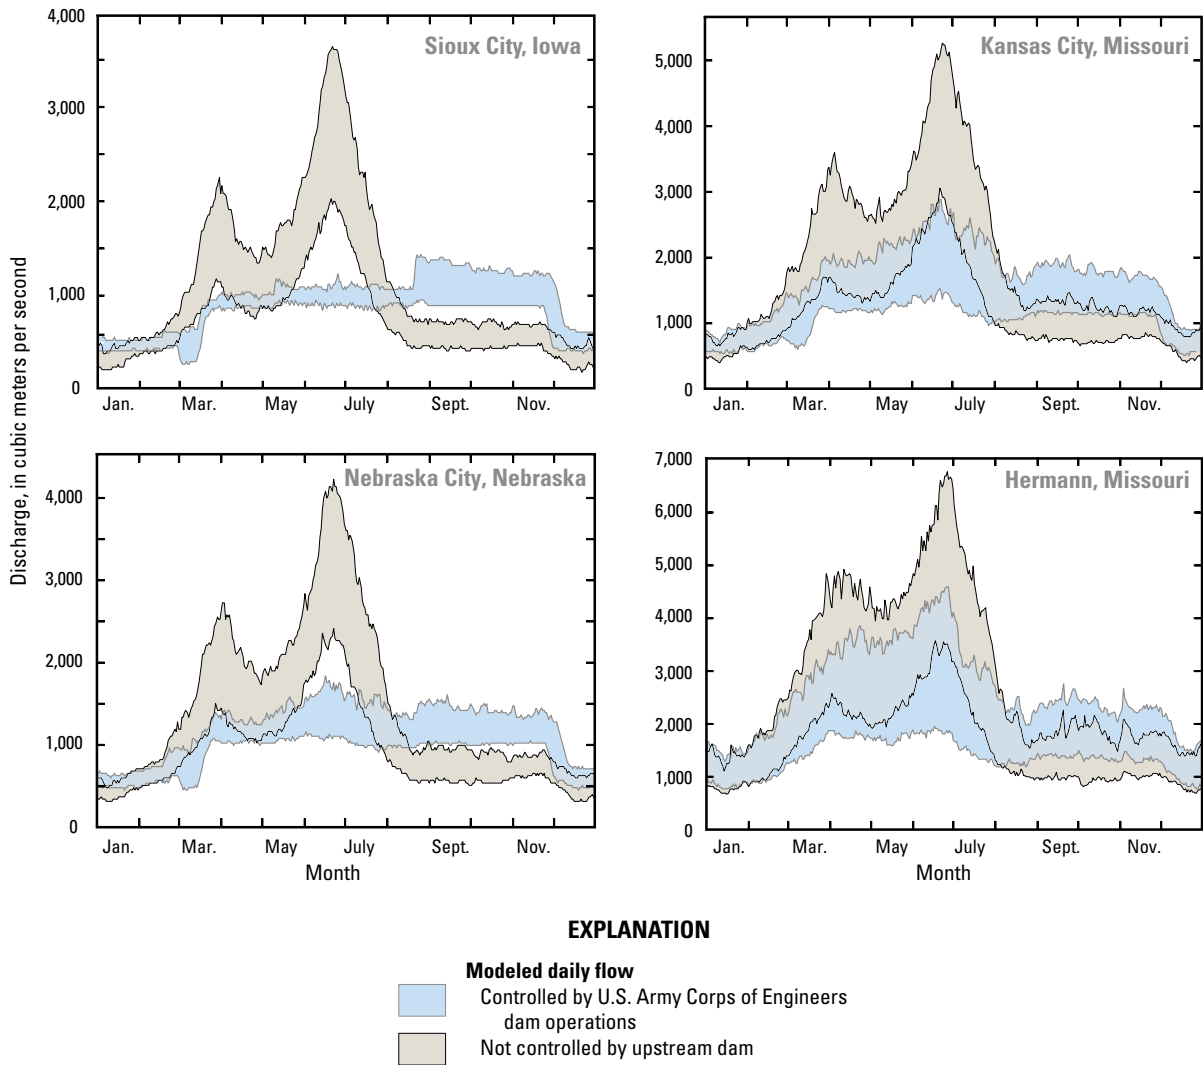 Discharge, in cubic meters per second
Sioux City, Iowa
4,000
3,000
2,000
1,000
0
Jan. Mar. May July Sept. Nov.
Kansas City, Missouri
5,000
4,000
3,000
2,000
1,000
0
Jan. Mar. May July Sept. Nov.
Nebraska City, Nebraska
4,000
3,000
2,000
1,000
0
Jan. Mar. May July Sept. Nov.
Month
Hermann, Missouri
7,000
6,000
5,000
4,000
3,000
2,000
1,000
0
Jan. Mar. May July Sept. Nov.
Month
EXPLANATION
Modeled daily flow
Controlled by U.S. Army Corps of Engineers
dam operations
Not controlled by upstream dam